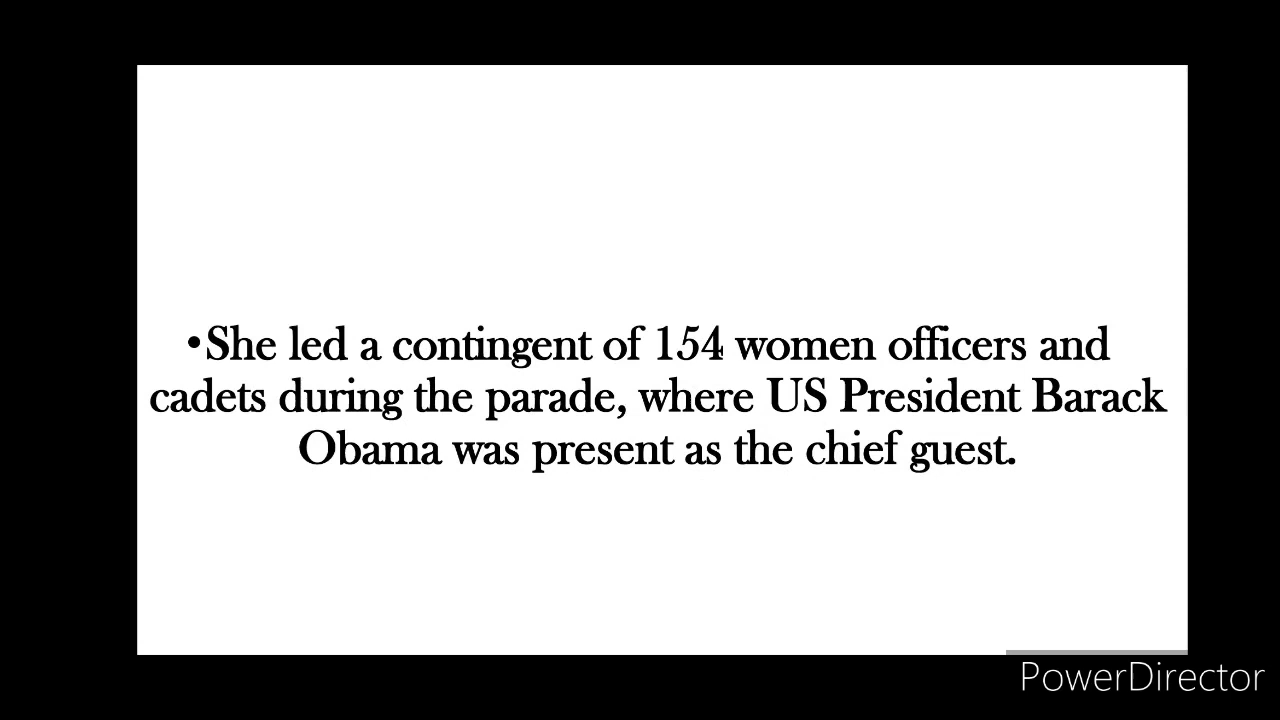 •She led a contingent of 154 women officers and
cadets during the parade, where US President Barack
Obama was present as the chief guest.
PowerDirector